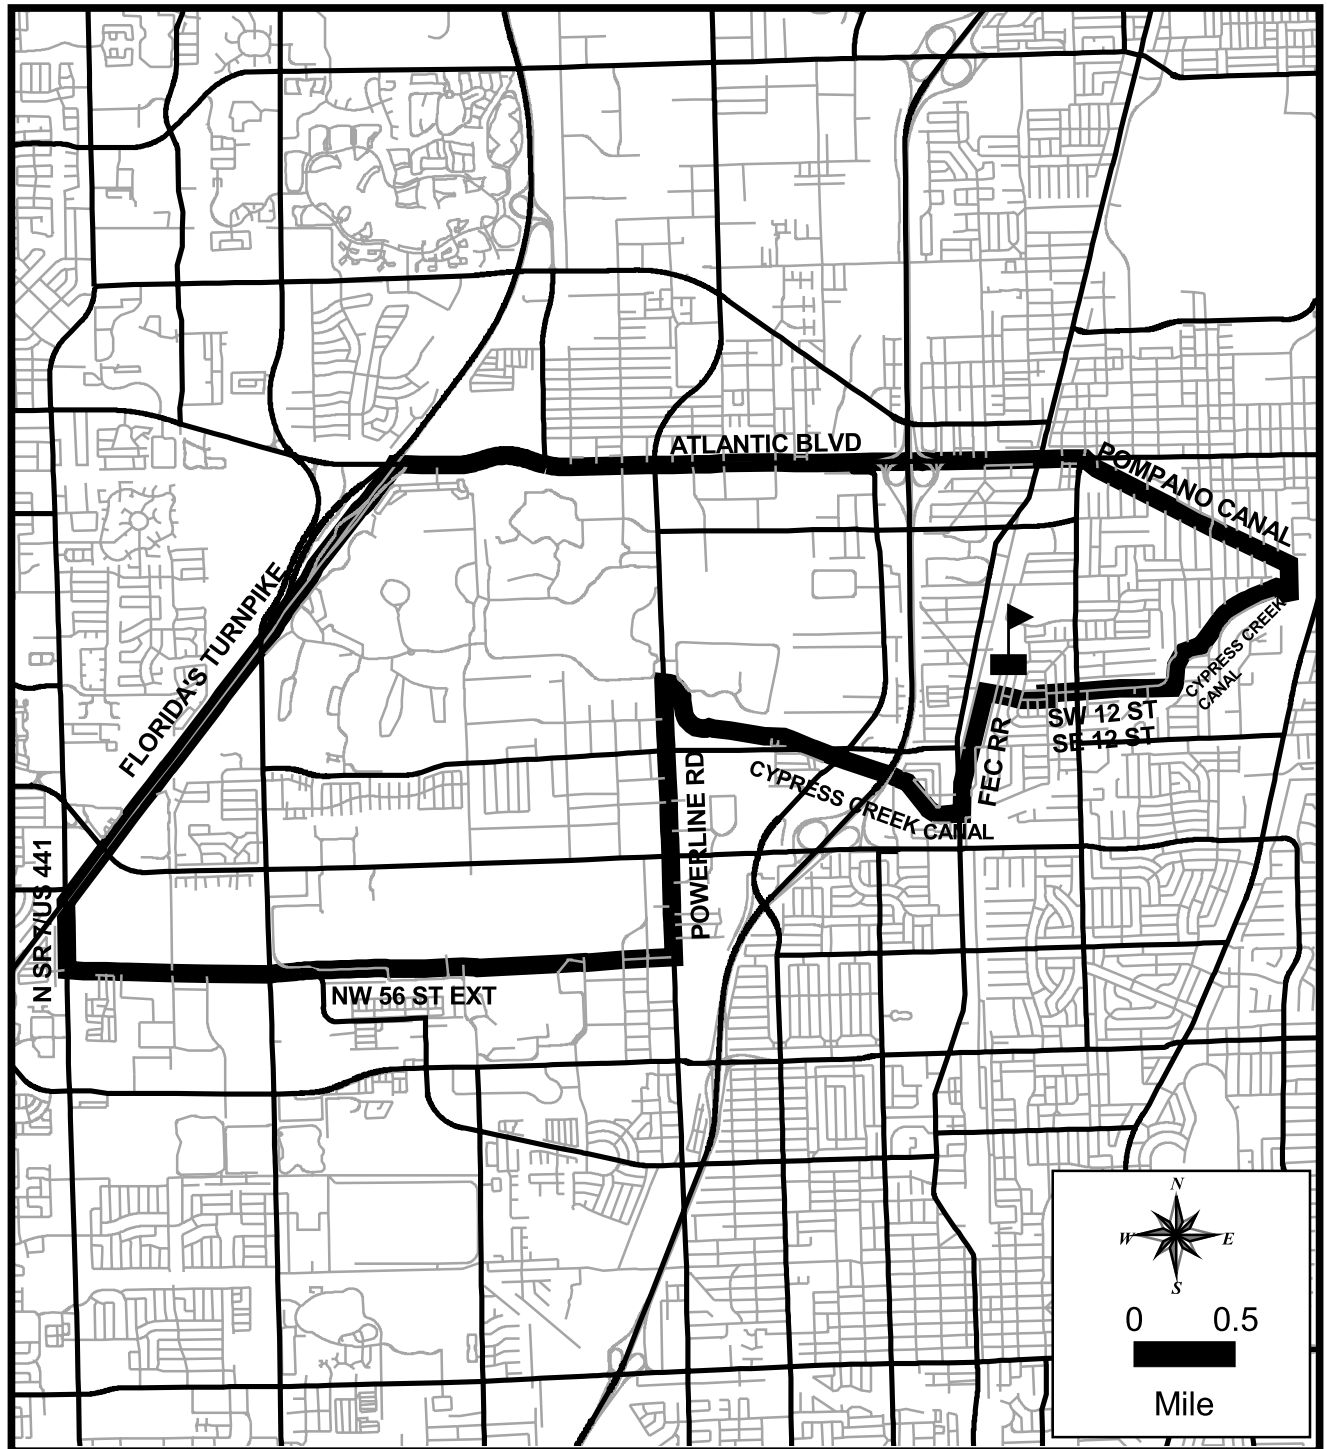 ATLANTIC BLVD
POMPANO CANAL
FLORIDA'S TURNPIKE
CYPRESS CREEK
CANAL
SW 12 ST
SE 12 ST
FEC RR
CYPRESS CREEK CANAL
POWERLINE RD
N SR 7/US 441
NW 56 ST EXT
N
W E
S
0 0.5
Mile